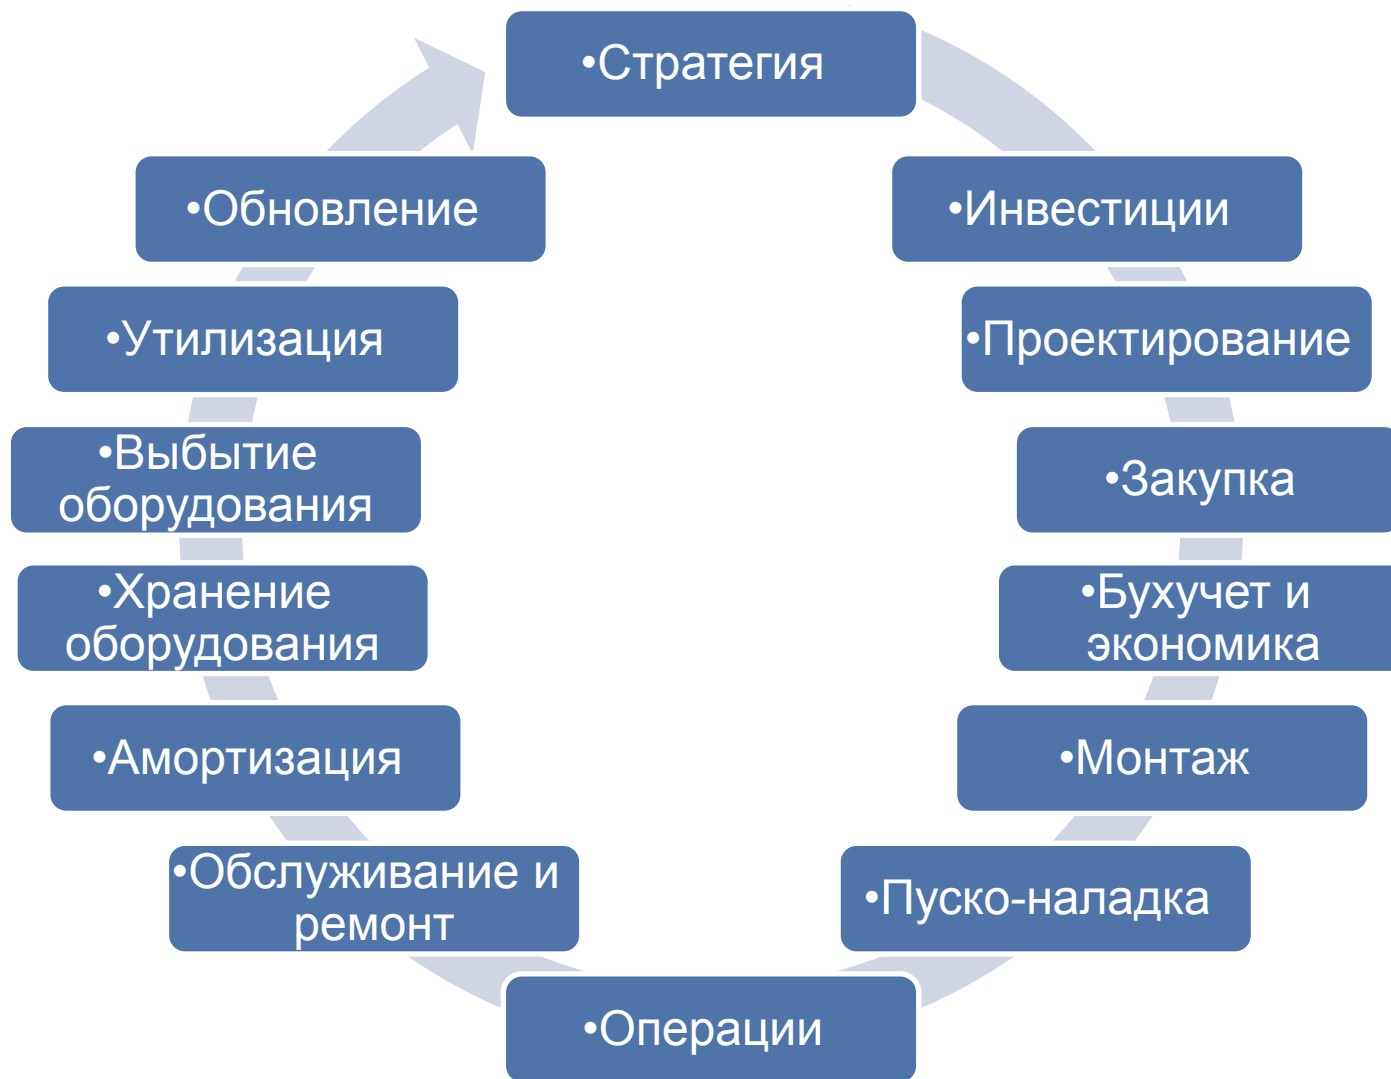 •Стратегия
•Инвестиции
•Проектирование
•Закупка
•Бухучет и
экономика
•Монтаж
•Пуско-наладка
•Операции
•Обслуживание и
ремонт
•Амортизация
•Хранение
оборудования
•Выбытие
оборудования
•Утилизация
•Обновление